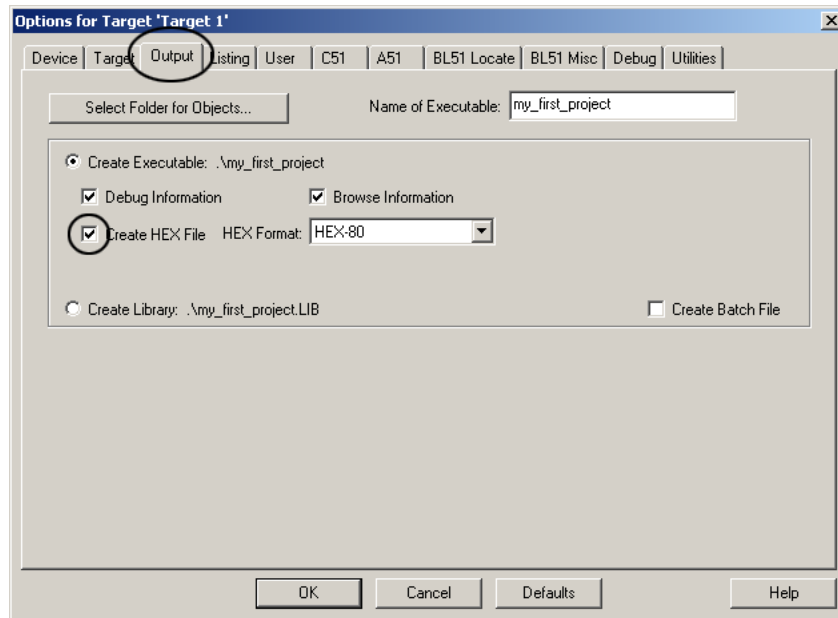 Options for Target 'Target 1'
Device Target Output Listing User C51 A51 BL51 Locate BL51 Misc Debug Utilities
Select Folder for Objects... Name of Executable: my_first_project
Create Executable: .\my_first_project
Debug Information Browse Information
Create HEX File HEX Format: HEX-80
Create Library: .\my_first_project.LIB Create Batch File
OK Cancel Defaults Help